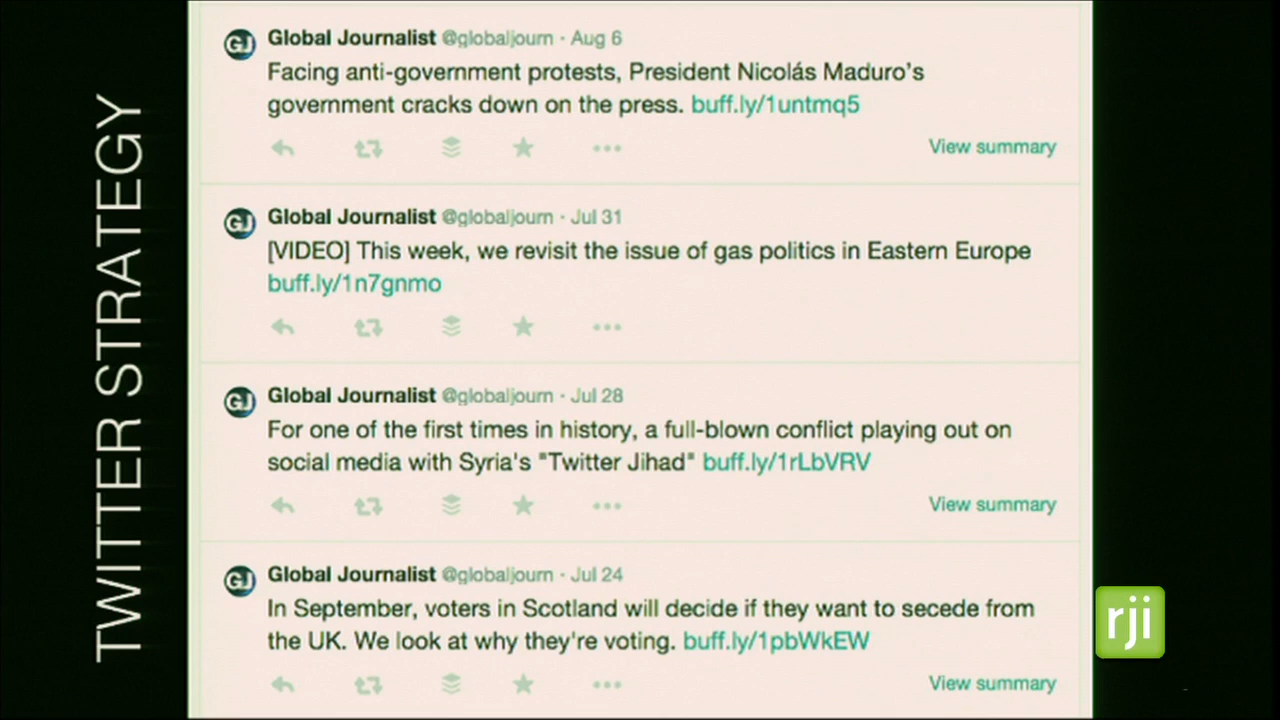 TWITTER STRATEGY
GJ Global Journalist @globaljourn · Aug 6
Facing anti-government protests, President Nicolás Maduro's
government cracks down on the press. buff.ly/1untmq5
View summary
GJ Global Journalist @globaljourn · Jul 31
[VIDEO] This week, we revisit the issue of gas politics in Eastern Europe
buff.ly/1n7gnmo
GJ Global Journalist @globaljourn · Jul 28
For one of the first times in history, a full-blown conflict playing out on
social media with Syria's "Twitter Jihad" buff.ly/1rLbVRV
View summary
GJ Global Journalist @globaljourn · Jul 24
In September, voters in Scotland will decide if they want to secede from
the UK. We look at why they're voting. buff.ly/1pbWkEW
View summary
rji